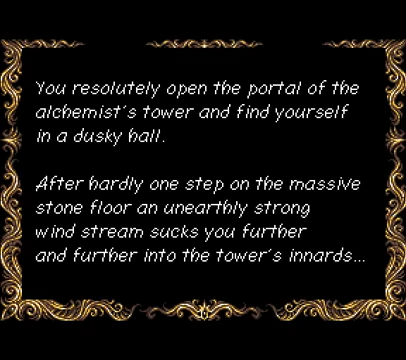 You resolutely open the portal of the
alchemist´s tower and find yourself
in a dusky hall.
After hardly one step on the massive
stone floor an unearthly strong
wind stream sucks you further
and further into the tower´s innards...